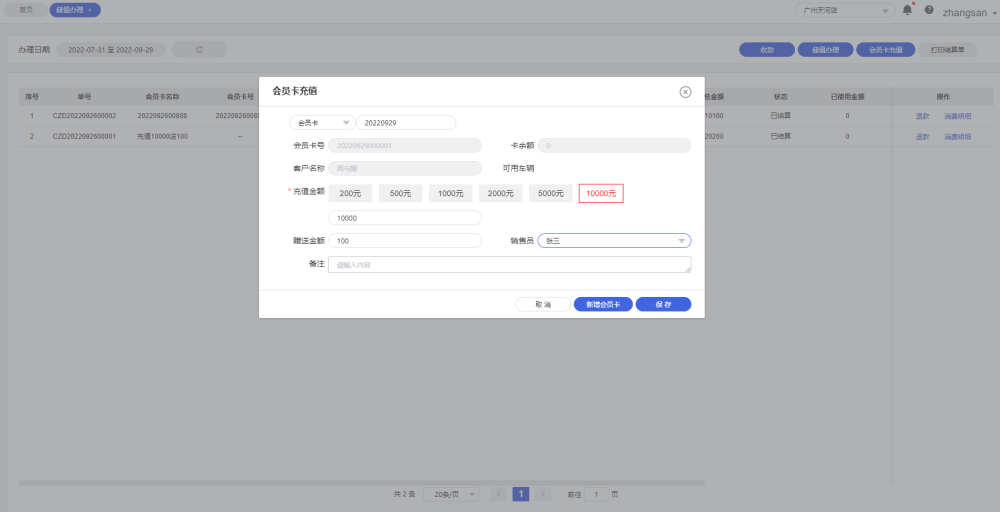 首页 储值办理 × 广州天河店 zhangsan
办理日期 2022-07-31 至 2022-09-29 收款 储值办理 会员卡充值 打回结算单
序号 单号 会员卡名称 会员卡号 总金额 状态 已使用金额 操作
1 CZD2022092600002 2022092600888 2022092600 10100 已结算 0 退款 消费明细
2 CZD2022092600001 充值10000送100 -- 20200 已结算 0 退款 消费明细
会员卡充值
会员卡 20220929
会员卡号 20220929000001 卡余额 0
客户名称 可用车辆
* 充值金额 200元 500元 1000元 2000元 5000元 10000元
10000
赠送金额 100 销售员 张三
备注 请输入内容
取 消 新增会员卡 保 存
共 2 条 20条/页 1 前往 1 页